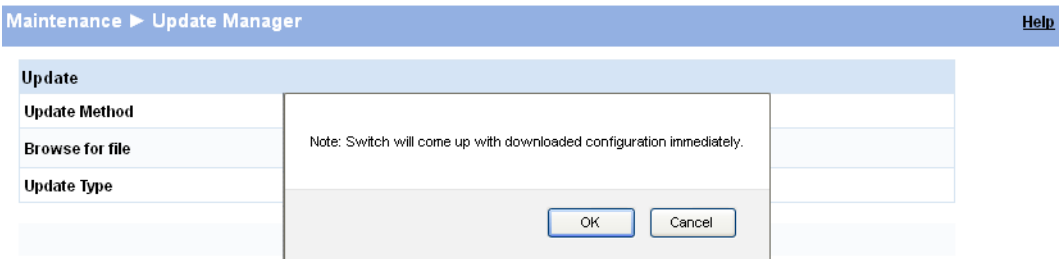 Maintenance ► Update Manager
Help
Update
Update Method
Browse for file
Update Type
Note: Switch will come up with downloaded configuration immediately.
OK
Cancel